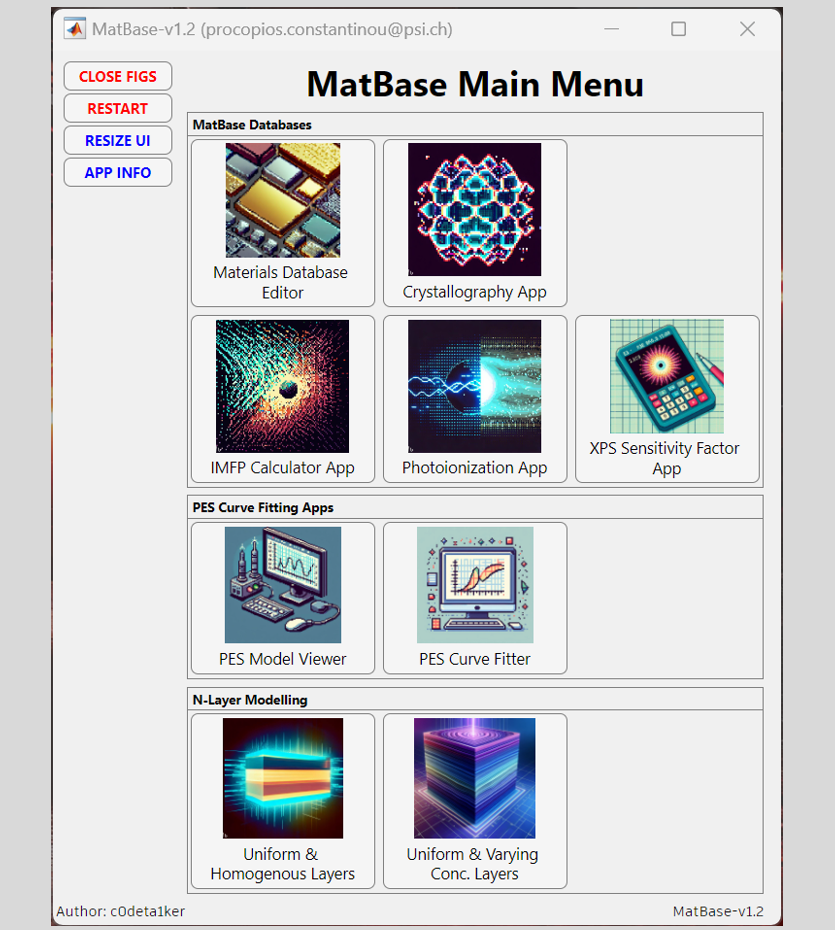 MatBase-v1.2 (procopios.constantinou@psi.ch)
CLOSE FIGS
RESTART
RESIZE UI
APP INFO
MatBase Main Menu
MatBase Databases
Materials Database
Editor
Crystallography App
IMFP Calculator App
Photoionization App
XPS Sensitivity Factor
App
PES Curve Fitting Apps
PES Model Viewer
PES Curve Fitter
N-Layer Modelling
Uniform &
Homogenous Layers
Uniform & Varying
Conc. Layers
Author: c0deta1ker
MatBase-v1.2